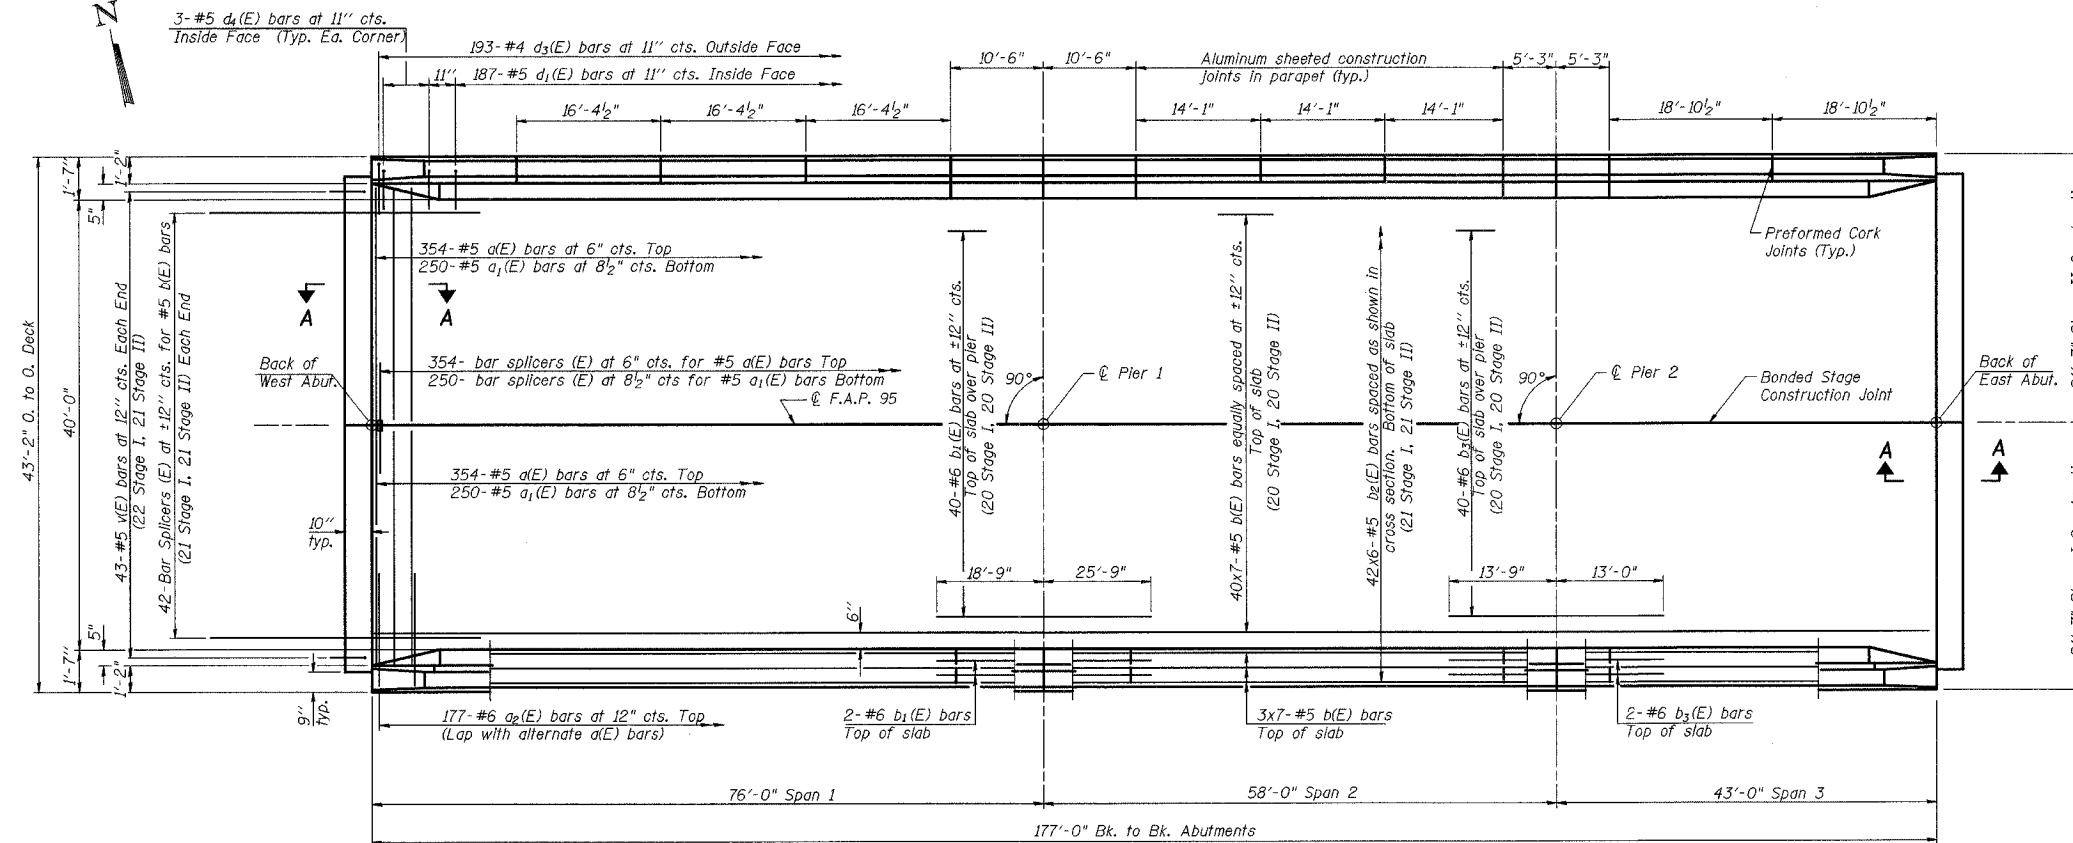 Z
3-#5 d4(E) bars at 11" cts.
Inside Face (Typ. Ea. Corner)
193-#4 d3(E) bars at 11" cts. Outside Face
11"
187-#5 d1(E) bars at 11" cts. Inside Face
16'-4½"
16'-4½"
16'-4½"
10'-6"
10'-6"
Aluminum sheeted construction
joints in parapet (typ.)
5'-3"
5'-3"
14'-1"
14'-1"
14'-1"
18'-10½"
18'-10½"
Preformed Cork
Joints (Typ.)
43'-2" O. to O. Deck
1'-7"
1'-2"
5"
40'-0"
5"
1'-7"
1'-2"
43-#5 v(E) bars at 12" cts. Each End
(22 Stage I, 21 Stage II)
42-Bar Splicers (E) at ±12" cts. for #5 b(E) bars
(21 Stage I, 21 Stage II) Each End
354-#5 a(E) bars at 6" cts. Top
250-#5 a1(E) bars at 8½" cts. Bottom
A
A
Back of
West Abut.
354- bar splicers (E) at 6" cts. for #5 a(E) bars Top
250- bar splicers (E) at 8½" cts for #5 a1(E) bars Bottom
℄ F.A.P. 95
354-#5 a(E) bars at 6" cts. Top
250-#5 a1(E) bars at 8½" cts. Bottom
10"
typ.
9"
typ.
40-#6 b1(E) bars at ±12" cts.
Top of slab over pier
(20 Stage I, 20 Stage II)
90°
℄ Pier 1
40x7-#5 b(E) bars equally spaced at ±12" cts.
Top of slab
(20 Stage I, 20 Stage II)
42x6-#5 b2(E) bars spaced as shown in
cross section. Bottom of slab
(21 Stage I, 21 Stage II)
40-#6 b3(E) bars at ±12" cts.
Top of slab over pier
(20 Stage I, 20 Stage II)
90°
℄ Pier 2
Bonded Stage
Construction Joint
Back of
East Abut.
A
A
18'-9"
25'-9"
13'-9"
13'-0"
6"
177-#6 a2(E) bars at 12" cts. Top
(Lap with alternate a(E) bars)
2-#6 b1(E) bars
Top of slab
3x7-#5 b(E) bars
Top of slab
2-#6 b3(E) bars
Top of slab
76'-0" Span 1
58'-0" Span 2
43'-0" Span 3
177'-0" Bk. to Bk. Abutments